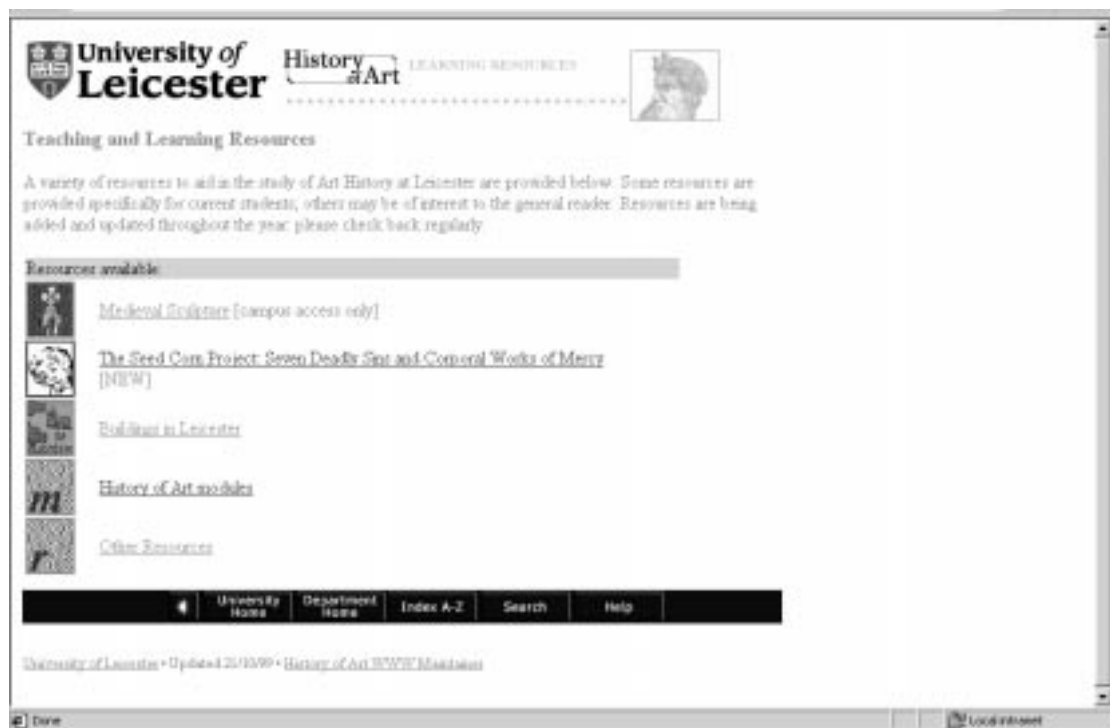 University of
Leicester
History of Art LEARNING RESOURCES
Teaching and Learning Resources
A variety of resources to aid in the study of Art History at Leicester are provided below. Some resources are
provided specifically for current students; others may be of interest to the general reader. Resources are being
added and updated throughout the year: please check back regularly
Resources available
Medieval Sculpture [campus access only]
The Seed Corn Project: Seven Deadly Sins and Corporal Works of Mercy
[NEW]
Buildings in Leicester
m History of Art modules
r Other Resources
University Home Department Home Index A-Z Search Help
University of Leicester • Updated 21/10/99 • History of Art WWW Maintainer
Done Local intranet